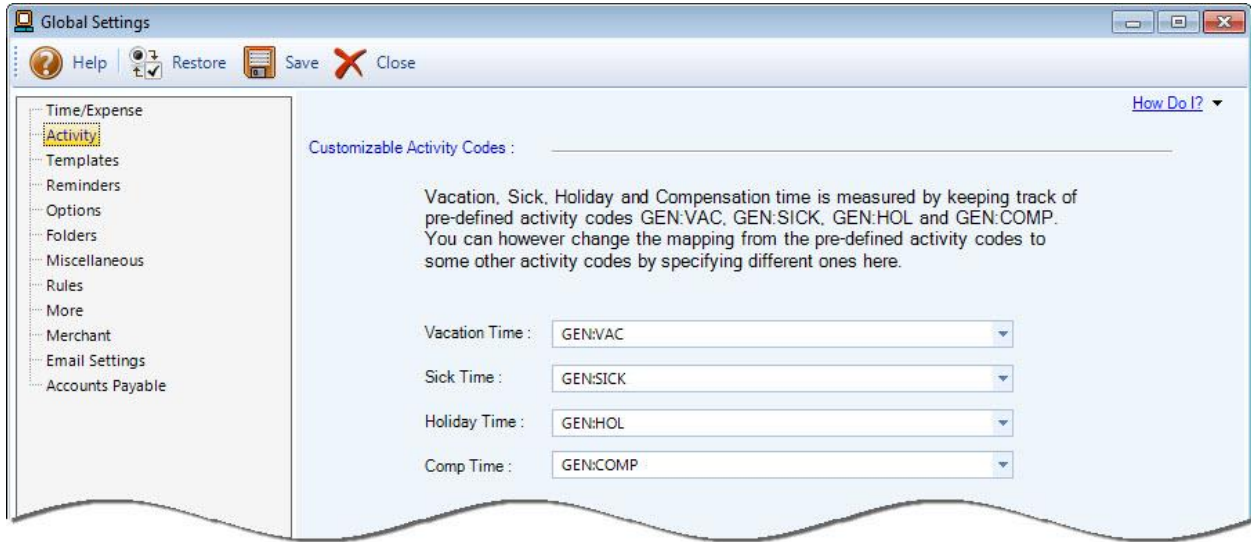 Global Settings
Help Restore Save Close
Time/Expense
Activity
Templates
Reminders
Options
Folders
Miscellaneous
Rules
More
Merchant
Email Settings
Accounts Payable
How Do I?
Customizable Activity Codes :
Vacation, Sick, Holiday and Compensation time is measured by keeping track of
pre-defined activity codes GEN:VAC, GEN:SICK, GEN:HOL and GEN:COMP.
You can however change the mapping from the pre-defined activity codes to
some other activity codes by specifying different ones here.
Vacation Time : GEN:VAC
Sick Time : GEN:SICK
Holiday Time : GEN:HOL
Comp Time : GEN:COMP